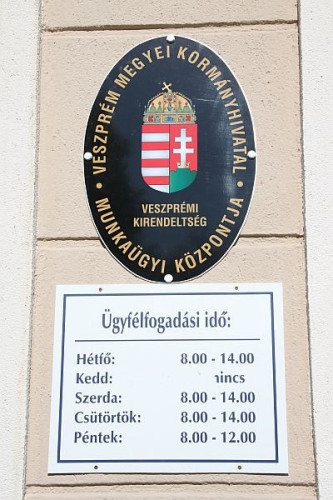 VESZPRÉM MEGYEI KORMÁNYHIVATAL
MUNKAÜGYI KÖZPONTJA
VESZPRÉMI
KIRENDELTSÉG
Ügyfélfogadási idő:
Hétfő: 8.00 - 14.00
Kedd: nincs
Szerda: 8.00 - 14.00
Csütörtök: 8.00 - 14.00
Péntek: 8.00 - 12.00